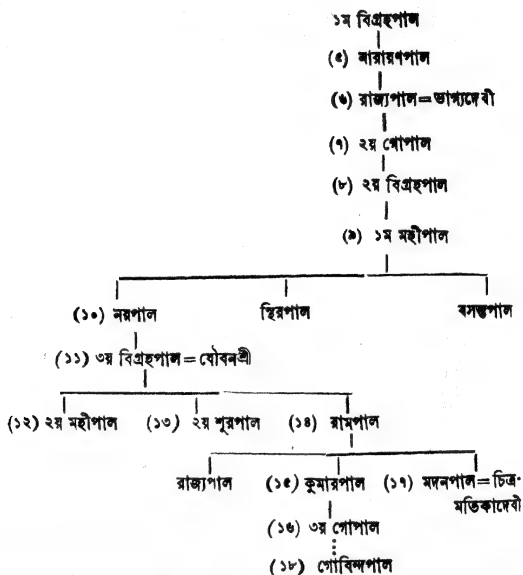 ১ম বিগ্রহপাল
(৫) নারায়ণপাল
(৬) রাজ্যপাল=ভাগ্যদেবী
(৭) ২য় গোপাল
(৮) ২য় বিগ্রহপাল
(৯) ১ম মহীপাল
(১০) নয়পাল স্থিরপাল বসন্তপাল
(১১) ৩য় বিগ্রহপাল=যৌবনশ্রী
(১২) ২য় মহীপাল (১৩) ২য় শূরপাল (১৪) রামপাল
রাজ্যপাল (১৫) কুমারপাল (১৭) মদনপাল=চিত্র-
মতিকাদেবী
(১৬) ৩য় গোপাল
(১৮) গোবিন্দপাল